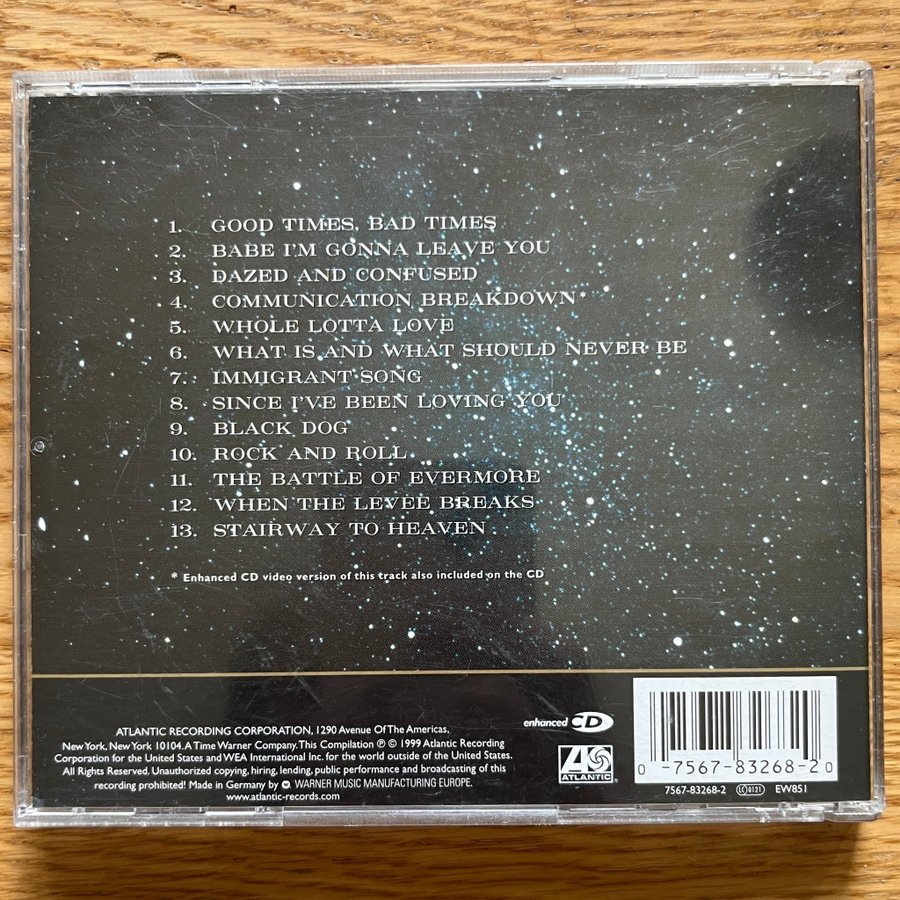 1. GOOD TIMES, BAD TIMES
2. BABE I'M GONNA LEAVE YOU
3. DAZED AND CONFUSED
4. COMMUNICATION BREAKDOWN*
5. WHOLE LOTTA LOVE
6. WHAT IS AND WHAT SHOULD NEVER BE
7. IMMIGRANT SONG
8. SINCE I'VE BEEN LOVING YOU
9. BLACK DOG
10. ROCK AND ROLL
11. THE BATTLE OF EVERMORE
12. WHEN THE LEVEE BREAKS
13. STAIRWAY TO HEAVEN
* Enhanced CD video version of this track also included on the CD
ATLANTIC RECORDING CORPORATION, 1290 Avenue Of The Americas,
New York, New York 10104. A Time Warner Company. This Compilation ℗ © 1999 Atlantic Recording
Corporation for the United States and WEA International Inc. for the world outside of the United States.
All Rights Reserved. Unauthorized copying, hiring, lending, public performance and broadcasting of this
recording prohibited! Made in Germany by WARNER MUSIC MANUFACTURING EUROPE.
www.atlantic-records.com
enhanced CD
ATLANTIC
0 -7567-83268-2 0
7567-83268-2 LC 0121 EW851